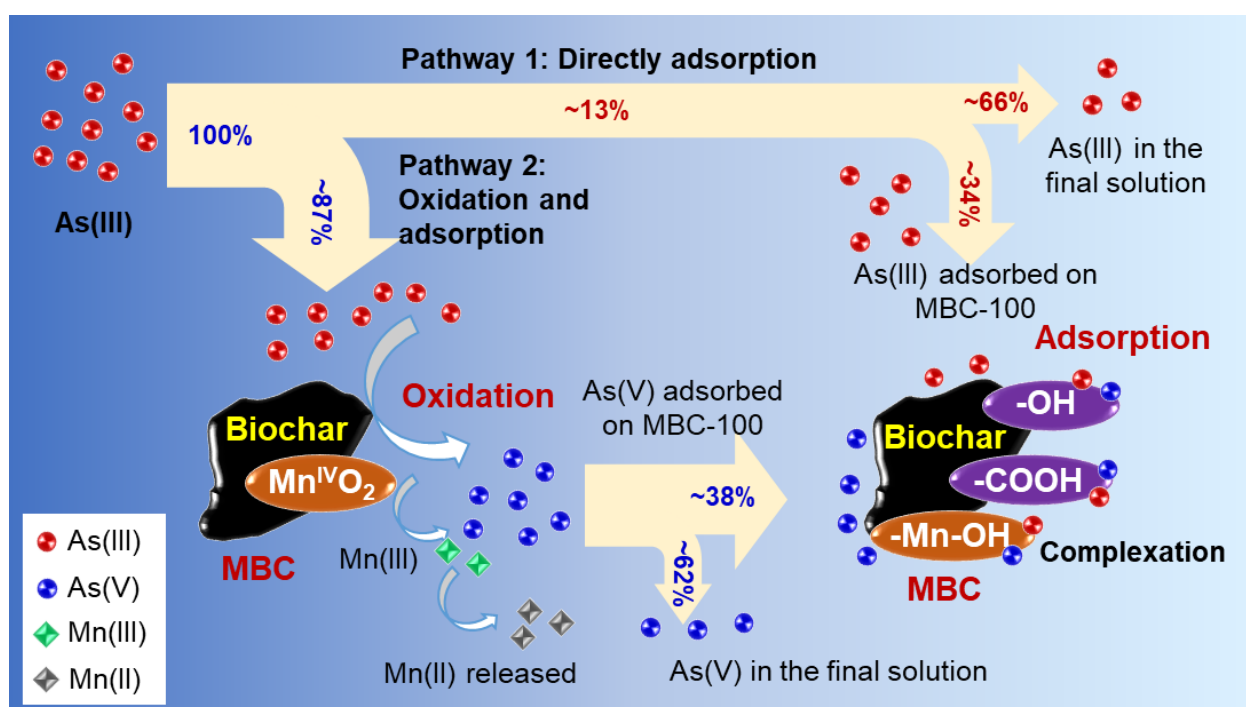 Pathway 1: Directly adsorption
100%
~13%
~66%
As(III)
Pathway 2:
Oxidation and
adsorption
~87%
~34%
As(III) in the
final solution
As(III) adsorbed on
MBC-100
Adsorption
Oxidation
Biochar
Mn^IVO₂
MBC
Mn(III)
Mn(II) released
As(V) adsorbed
on MBC-100
~38%
~62%
As(V) in the final solution
Biochar
-OH
-COOH
-Mn-OH
Complexation
MBC
As(III)
As(V)
Mn(III)
Mn(II)